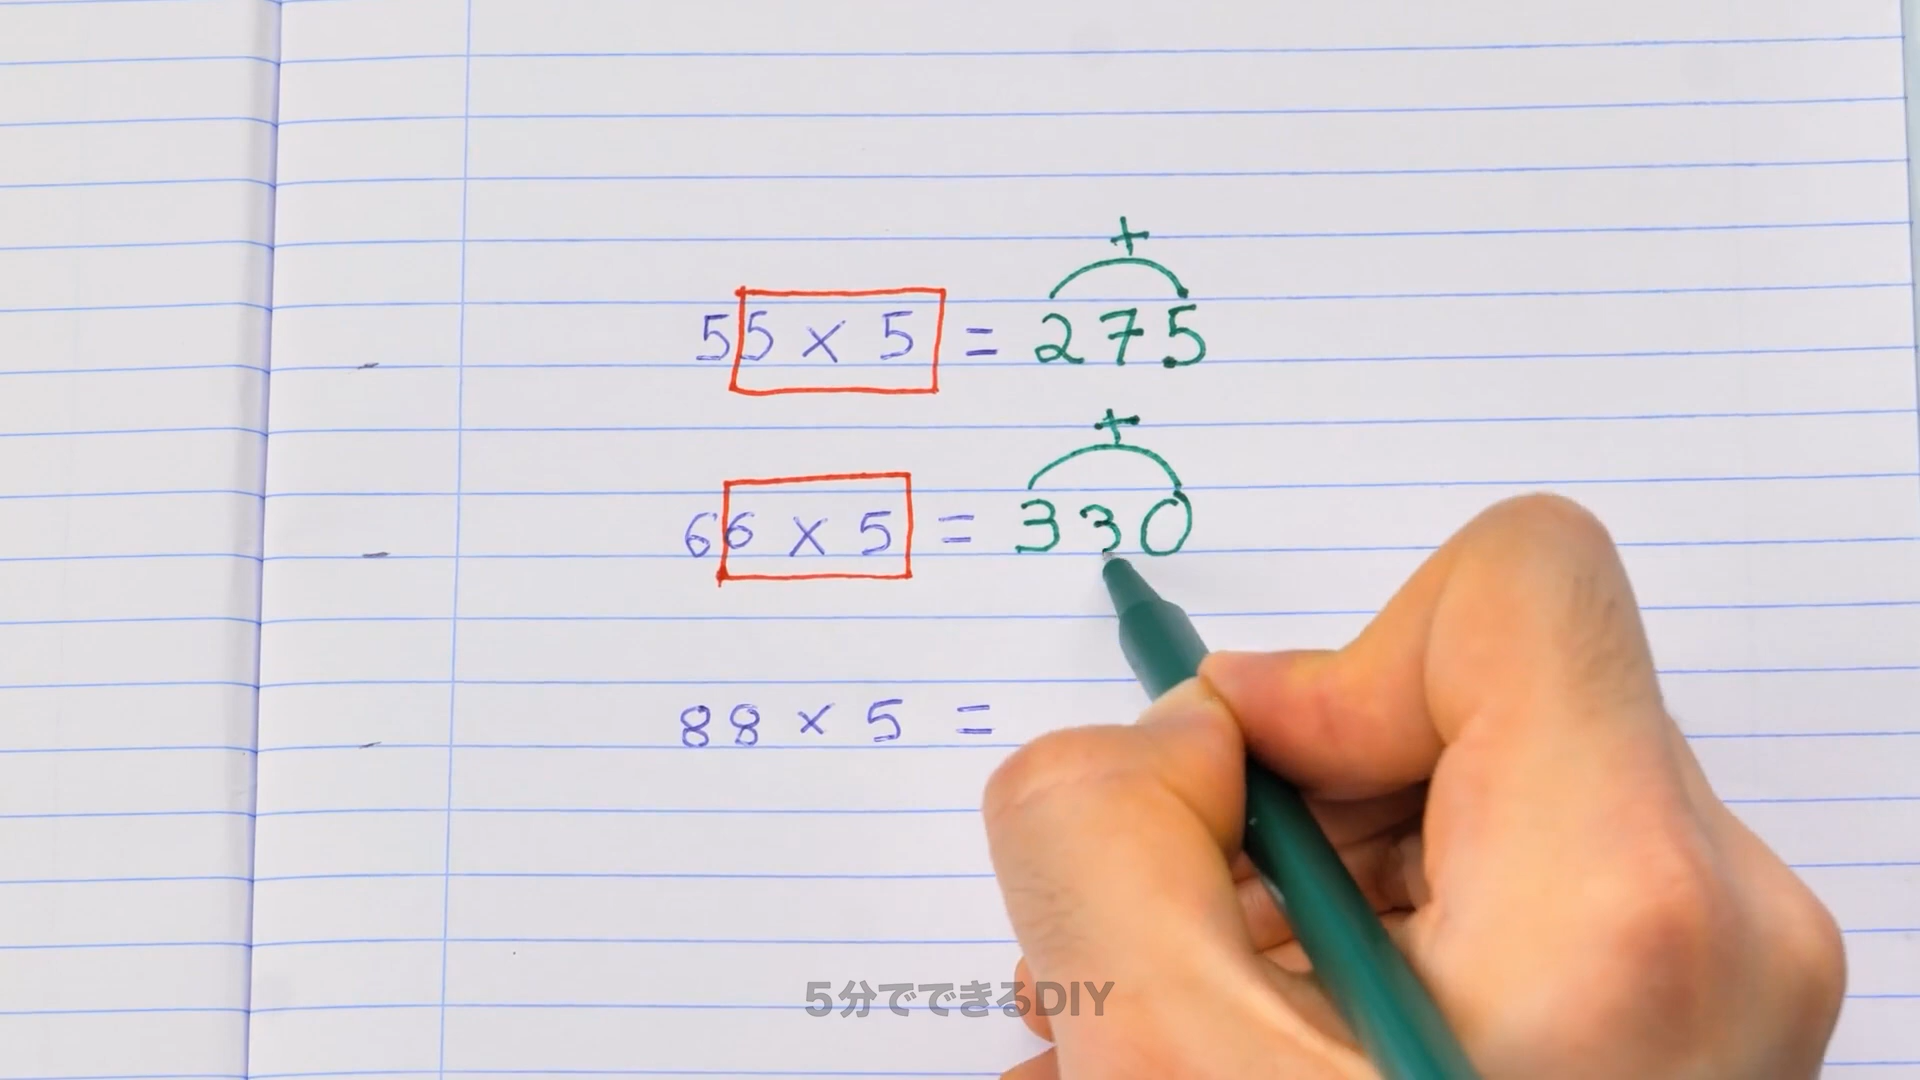 +
55 × 5 = 275
+
66 × 5 = 330
88 × 5 =
5分でできるDIY